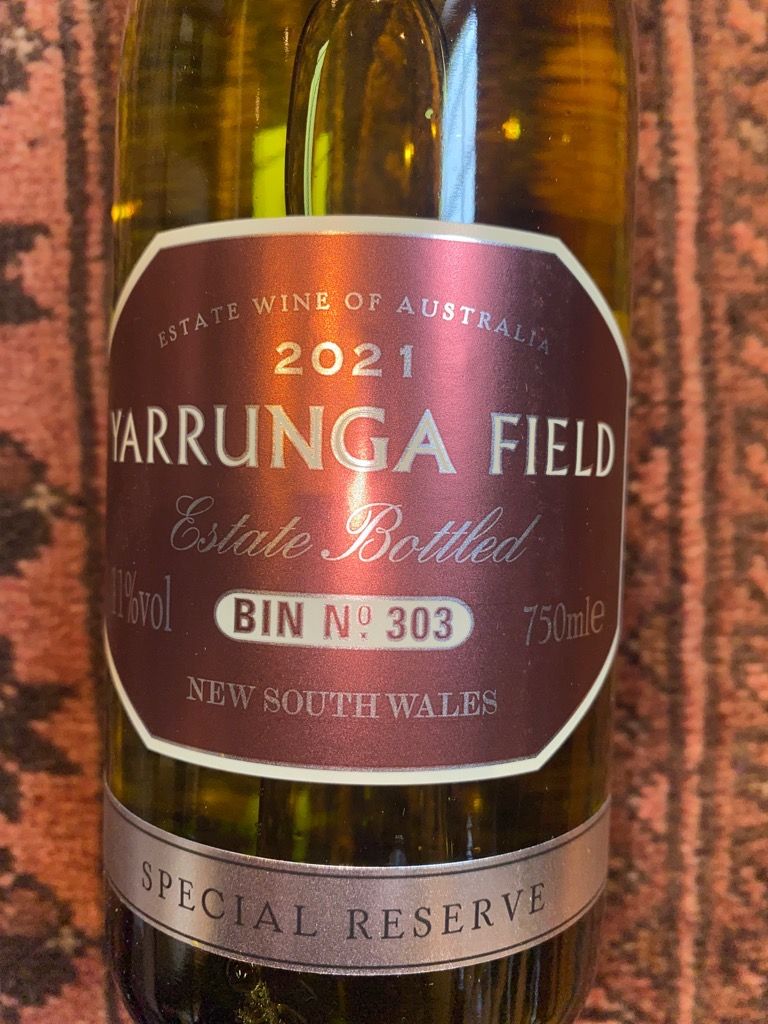 ESTATE WINE OF AUSTRALIA
2021
YARRUNGA FIELD
Estate Bottled
11%vol
BIN Nº. 303
750mle
NEW SOUTH WALES
SPECIAL RESERVE